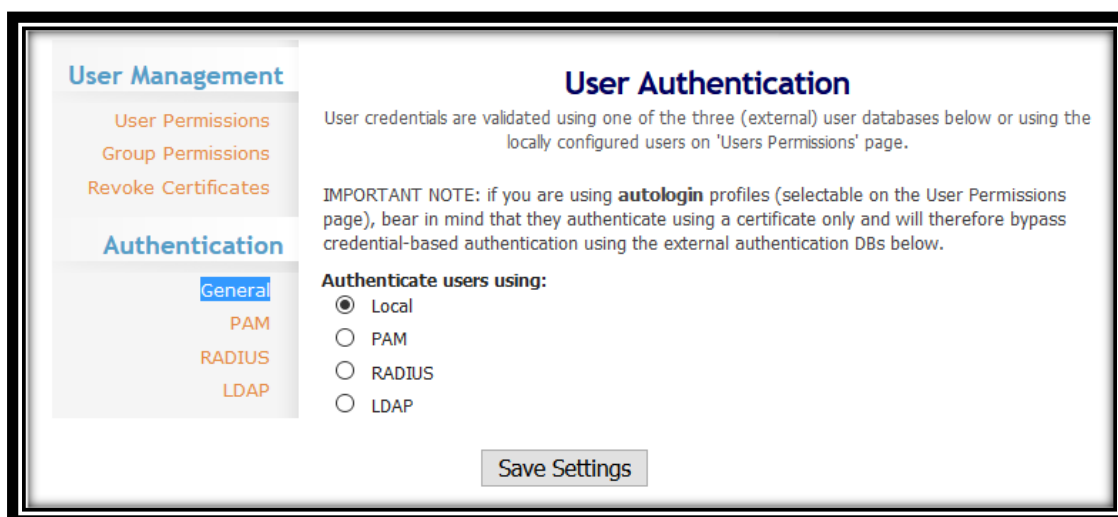 User Management
User Permissions
Group Permissions
Revoke Certificates
Authentication
General
PAM
RADIUS
LDAP
User Authentication
User credentials are validated using one of the three (external) user databases below or using the
locally configured users on 'Users Permissions' page.
IMPORTANT NOTE: if you are using autologin profiles (selectable on the User Permissions
page), bear in mind that they authenticate using a certificate only and will therefore bypass
credential-based authentication using the external authentication DBs below.
Authenticate users using:
Local
PAM
RADIUS
LDAP
Save Settings